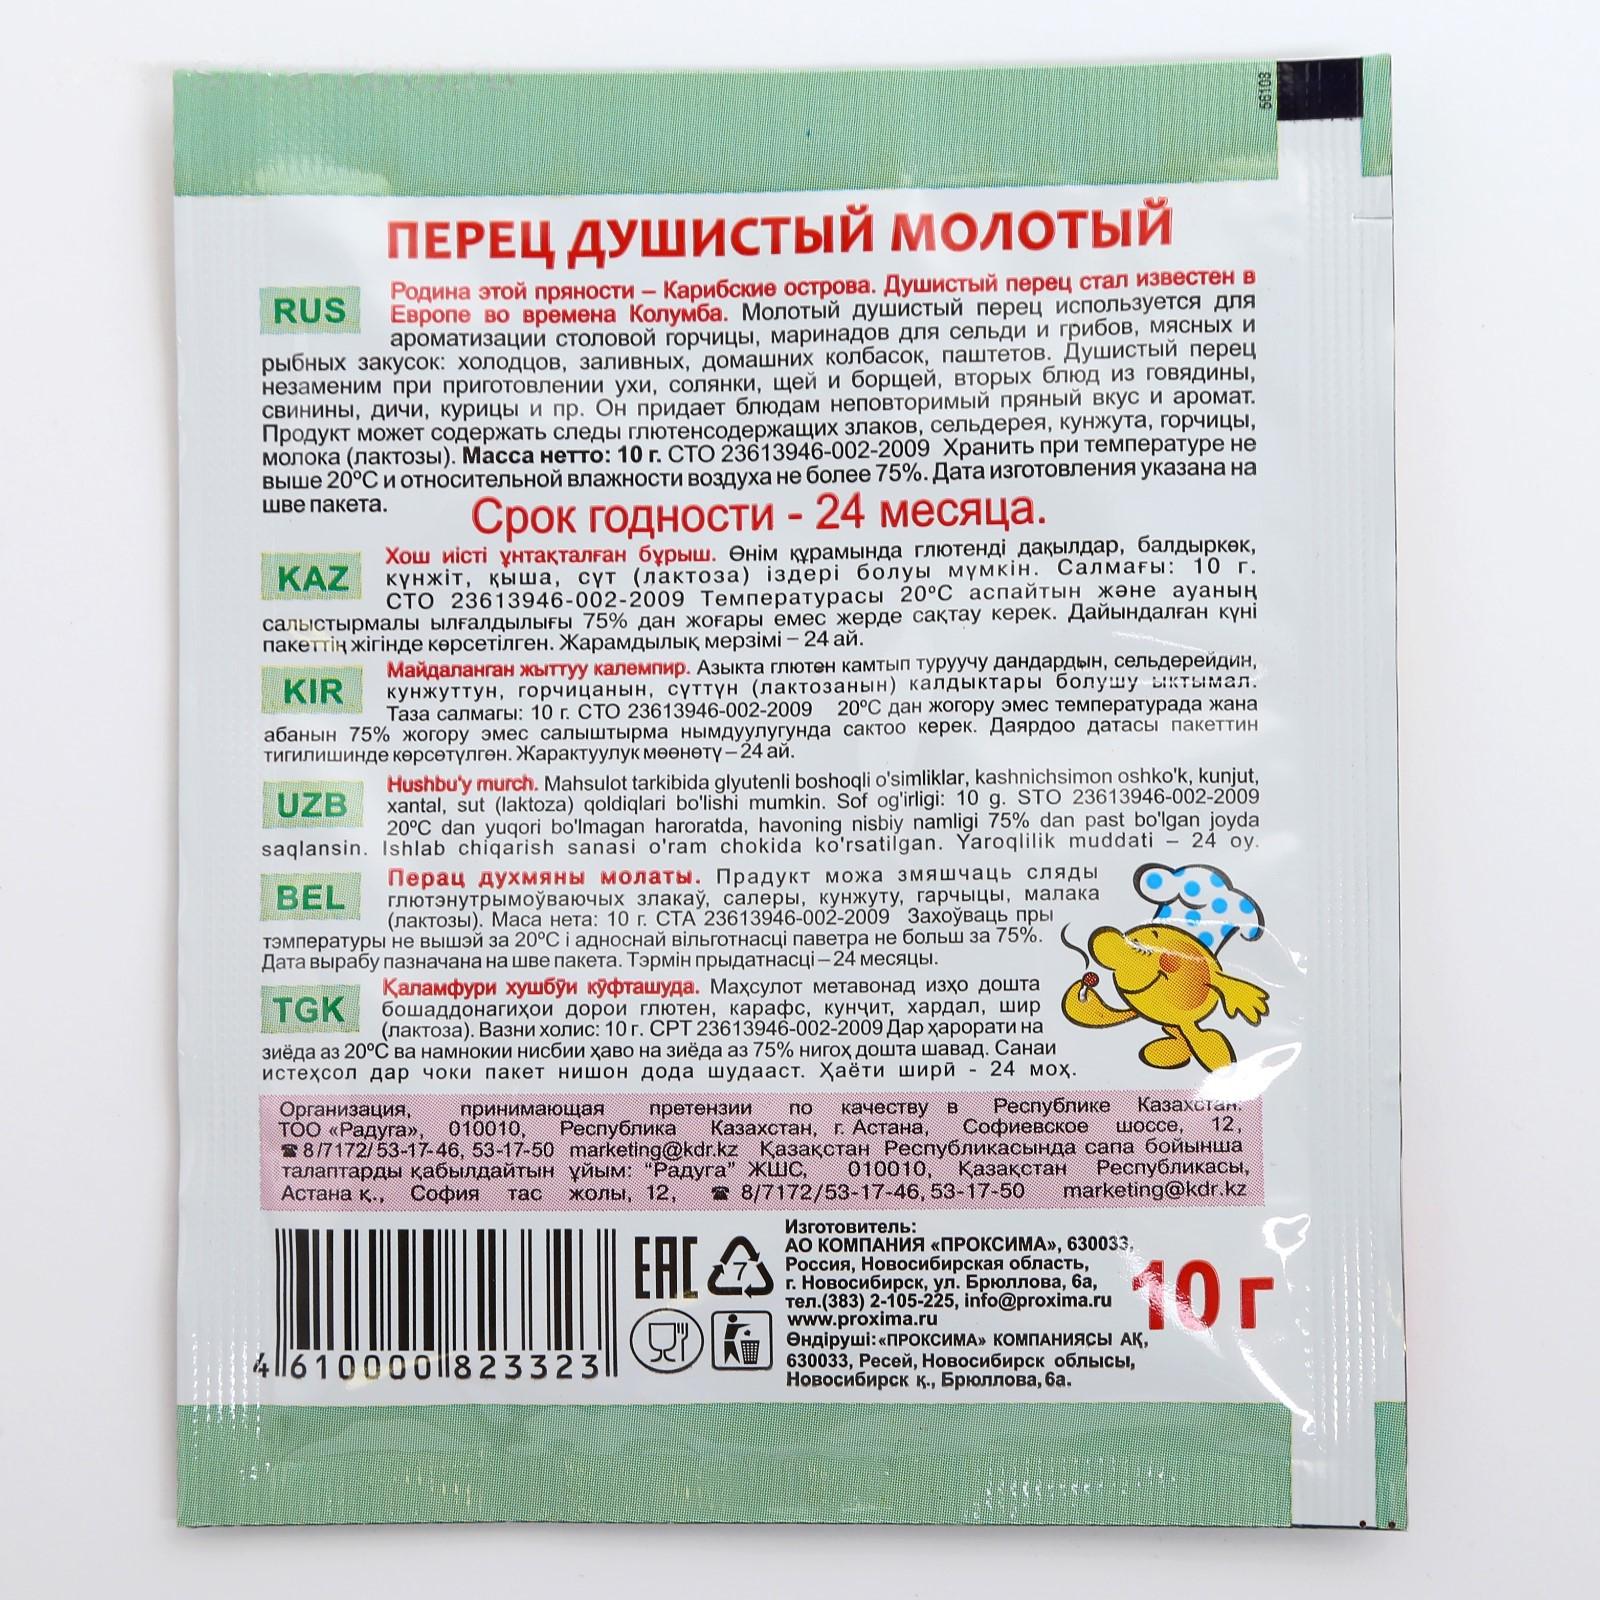 56108
ПЕРЕЦ ДУШИСТЫЙ МОЛОТЫЙ
RUS
Родина этой пряности – Карибские острова. Душистый перец стал известен в
Европе во времена Колумба. Молотый душистый перец используется для
ароматизации столовой горчицы, маринадов для сельди и грибов, мясных и
рыбных закусок: холодцов, заливных, домашних колбасок, паштетов. Душистый перец
незаменим при приготовлении ухи, солянки, щей и борщей, вторых блюд из говядины,
свинины, дичи, курицы и пр. Он придает блюдам неповторимый пряный вкус и аромат.
Продукт может содержать следы глютенсодержащих злаков, сельдерея, кунжута, горчицы,
молока (лактозы). Масса нетто: 10 г. СТО 23613946-002-2009 Хранить при температуре не
выше 20°С и относительной влажности воздуха не более 75%. Дата изготовления указана на
шве пакета.
Срок годности - 24 месяца.
KAZ
Хош иісті ұнтақталған бұрыш. Өнім құрамында глютенді дақылдар, балдыркөк,
күнжіт, қыша, сүт (лактоза) іздері болуы мүмкін. Салмағы: 10 г.
СТО 23613946-002-2009 Температурасы 20°С аспайтын және ауаның
салыстырмалы ылғалдылығы 75% дан жоғары емес жерде сақтау керек. Дайындалған күні
пакеттің жігінде көрсетілген. Жарамдылық мерзімі – 24 ай.
KIR
Майдаланган жыттуу калемпир. Азыкта глютен камтып туруучу дандардын, сельдерейдин,
кунжуттун, горчицанын, сүттүн (лактозанын) калдыктары болушу ыктымал.
Таза салмагы: 10 г. СТО 23613946-002-2009 20°С дан жогору эмес температурада жана
абанын 75% жогору эмес салыштырма нымдуулугунда сактоо керек. Даярдоо датасы пакеттин
тигилишинде көрсөтүлгөн. Жарактуулук мөөнөтү – 24 ай.
UZB
Hushbu'y murch. Mahsulot tarkibida glyutenli boshoqli o'simliklar, kashnichsimon oshko'k, kunjut,
xantal, sut (laktoza) qoldiqlari bo'lishi mumkin. Sof og'irligi: 10 g. STO 23613946-002-2009
20°C dan yuqori bo'lmagan haroratda, havoning nisbiy namligi 75% dan past bo'lgan joyda
saqlansin. Ishlab chiqarish sanasi o'ram chokida ko'rsatilgan. Yaroqlilik muddati – 24 oy.
BEL
Перац духмяны молаты. Прадукт можа змяшчаць сляды
глютэнутрымоўваючых злакаў, салеры, кунжуту, гарчыцы, малака
(лактозы). Маса нета: 10 г. СТА 23613946-002-2009 Захоўваць пры
тэмпературы не вышэй за 20°С і адноснай вільготнасці паветра не больш за 75%.
Дата вырабу пазначана на шве пакета. Тэрмін прыдатнасці – 24 месяцы.
TGK
Қаламфури хушбӯи кӯфташуда. Маҳсулот метавонад изҳо дошта
бошаддонагиҳои дорои глютен, карафс, кунҷит, хардал, шир
(лактоза). Вазни холис: 10 г. СРТ 23613946-002-2009 Дар ҳарорати на
зиёда аз 20°С ва намнокии нисбии ҳаво на зиёда аз 75% нигоҳ дошта шавад. Санаи
истеҳсол дар чоки пакет нишон дода шудааст. Ҳаёти ширӣ - 24 моҳ.
Организация, принимающая претензии по качеству в Республике Казахстан:
ТОО «Радуга», 010010, Республика Казахстан, г. Астана, Софиевское шоссе, 12,
☎ 8/7172/ 53-17-46, 53-17-50 marketing@kdr.kz Қазақстан Республикасында сапа бойынша
талаптарды қабылдайтын ұйым: "Радуга" ЖШС, 010010, Қазақстан Республикасы,
Астана қ., София тас жолы, 12, ☎ 8/7172/53-17-46, 53-17-50 marketing@kdr.kz
4 610000 823323
EAC
7
Изготовитель:
АО КОМПАНИЯ «ПРОКСИМА», 630033,
Россия, Новосибирская область,
г. Новосибирск, ул. Брюллова, 6а,
тел.(383) 2-105-225, info@proxima.ru
www.proxima.ru
Өндіруші: «ПРОКСИМА» КОМПАНИЯСЫ АҚ,
630033, Ресей, Новосибирск облысы,
Новосибирск қ., Брюллова, 6а.
10 г